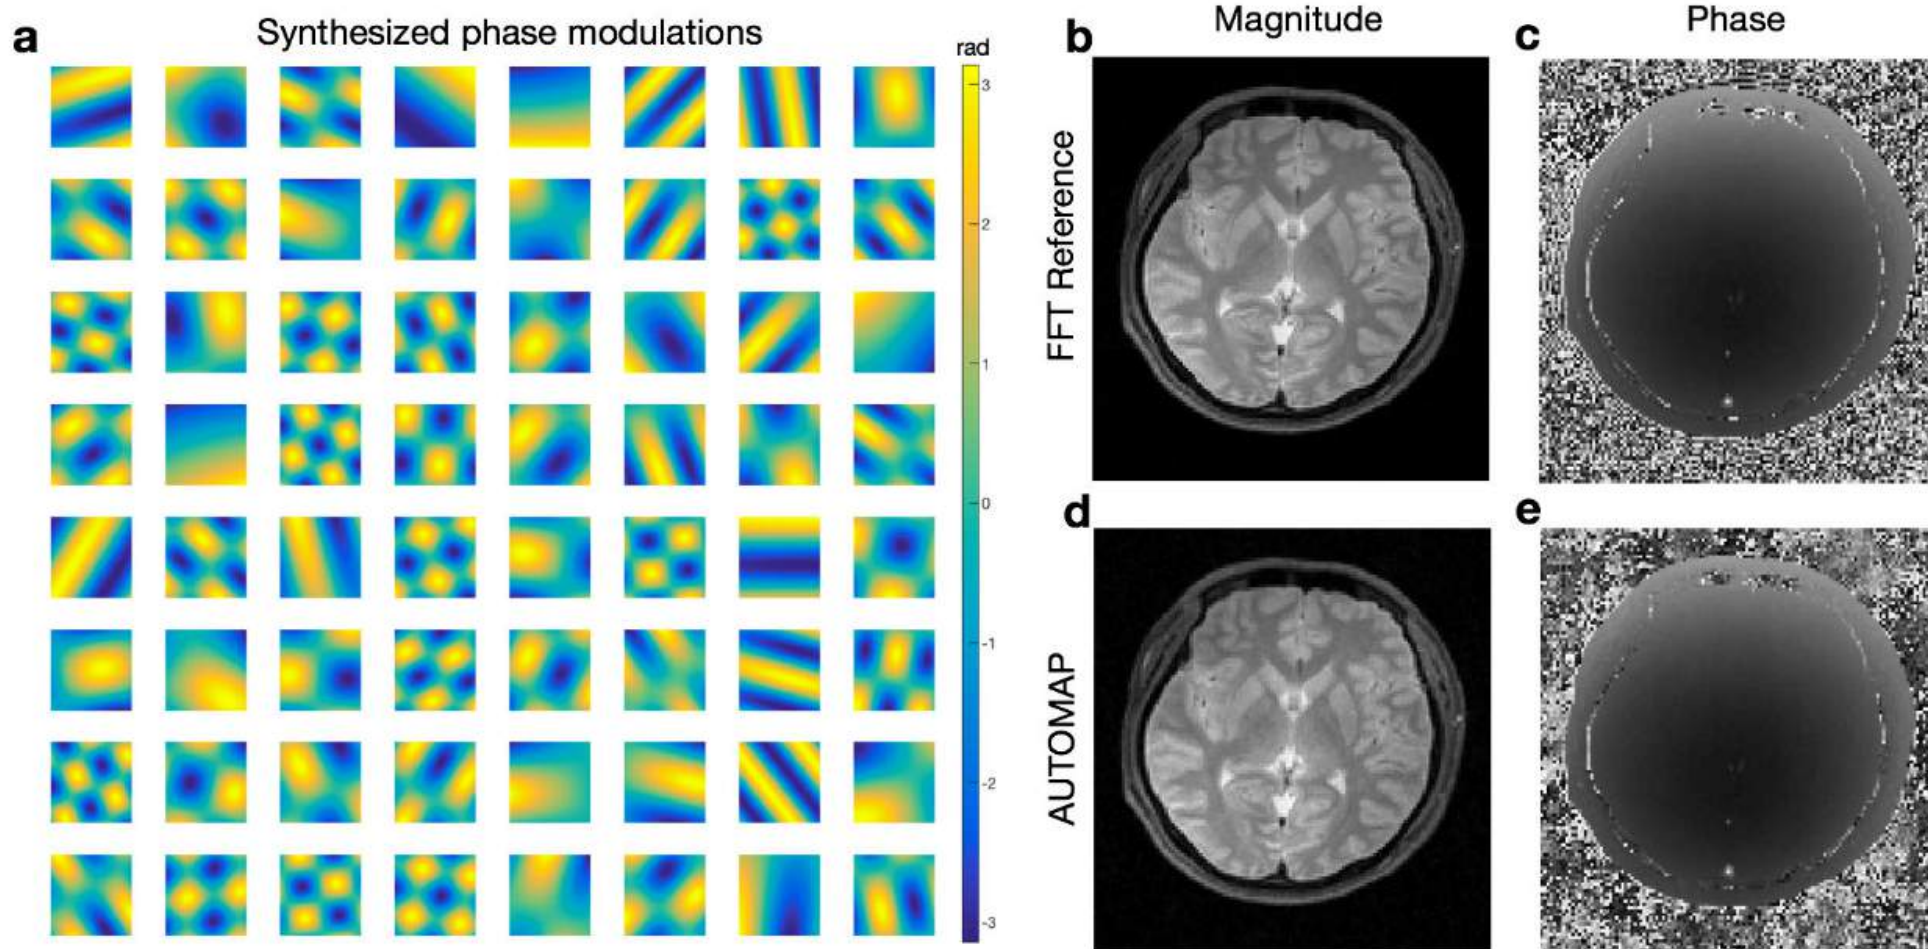 a
Synthesized phase modulations
rad
3
2
1
0
-1
-2
-3
b
Magnitude
c
Phase
FFT Reference
d
e
AUTOMAP